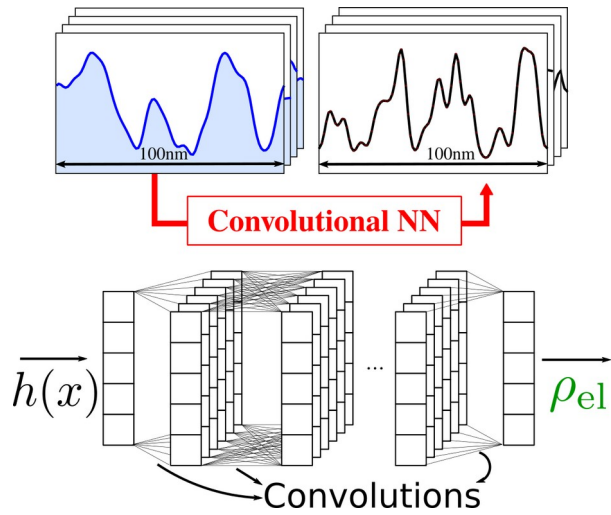 100nm
100nm
Convolutional NN
h(x)
...
ρel
Convolutions